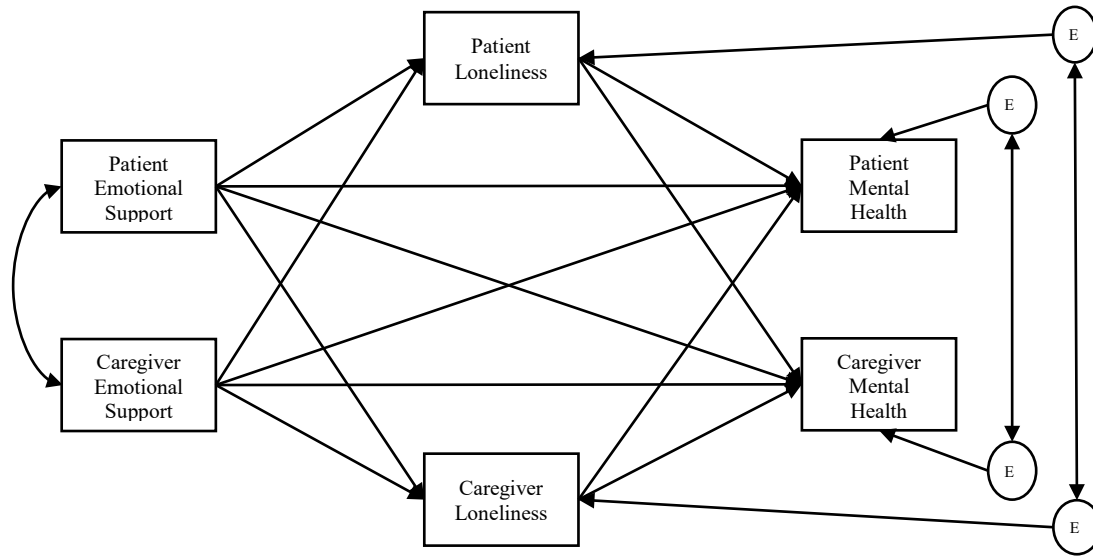 Patient
Loneliness
E
E
Patient
Emotional
Support
Patient
Mental
Health
Caregiver
Emotional
Support
Caregiver
Mental
Health
E
Caregiver
Loneliness
E